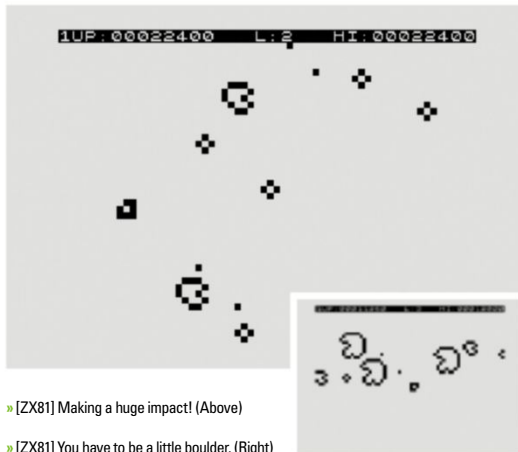 1UP:00022400 L:2 HI:00022400
» [ZX81] Making a huge impact! (Above)
» [ZX81] You have to be a little boulder. (Right)